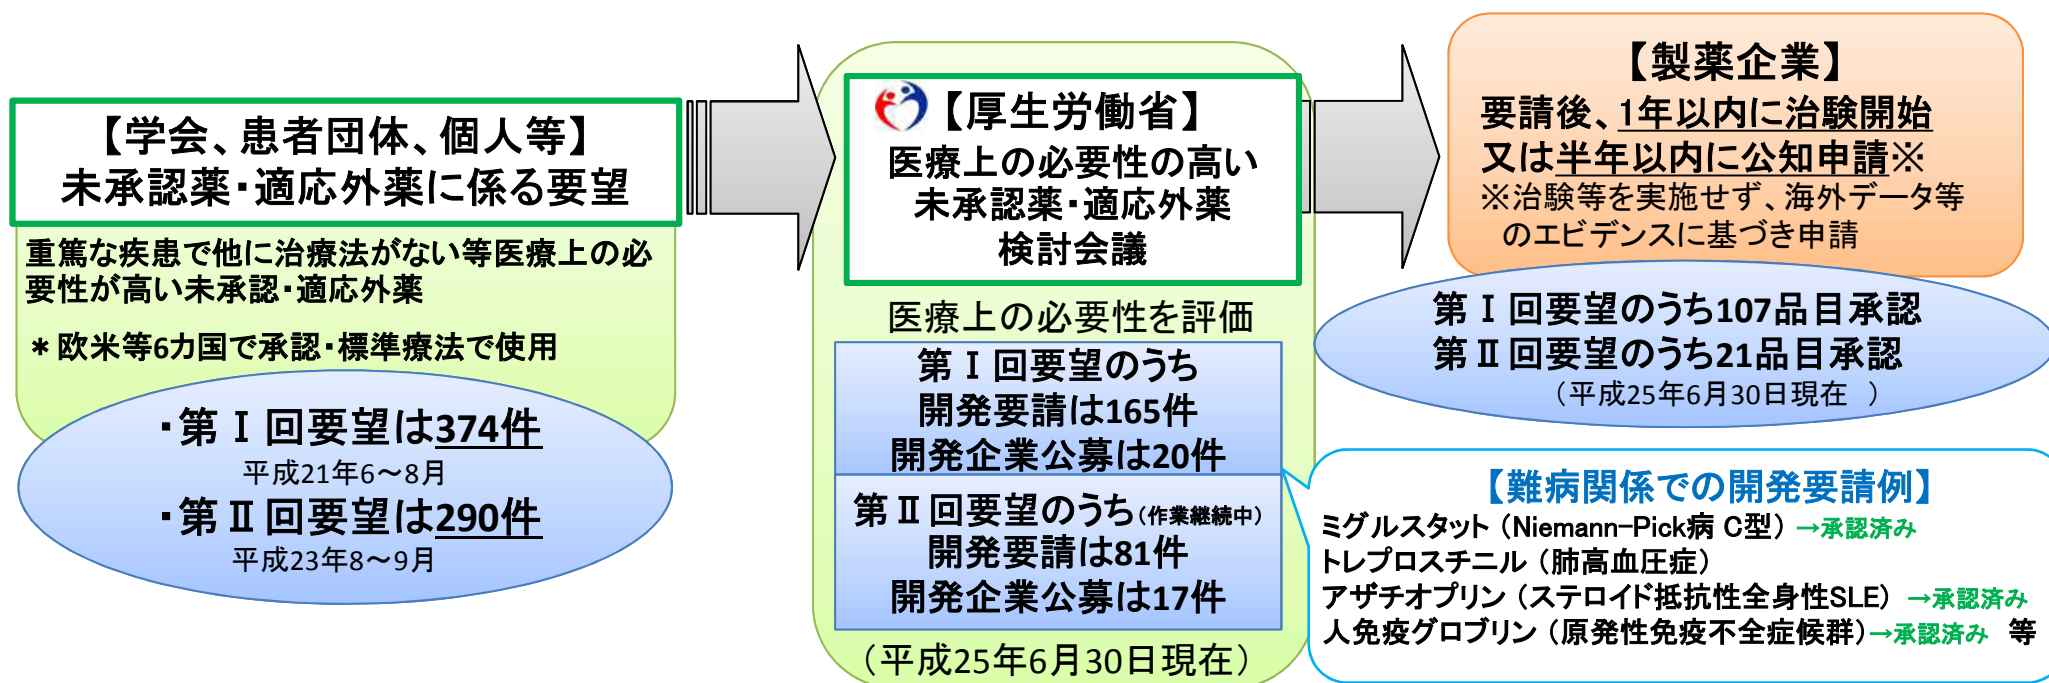 【学会、患者団体、個人等】
未承認薬・適応外薬に係る要望
重篤な疾患で他に治療法がない等医療上の必
要性が高い未承認・適応外薬
＊欧米等6カ国で承認・標準療法で使用
・第Ⅰ回要望は374件
平成21年6～8月
・第Ⅱ回要望は290件
平成23年8～9月
【厚生労働省】
医療上の必要性の高い
未承認薬・適応外薬
検討会議
医療上の必要性を評価
第Ⅰ回要望のうち
開発要請は165件
開発企業公募は20件
第Ⅱ回要望のうち（作業継続中）
開発要請は81件
開発企業公募は17件
（平成25年6月30日現在）
【製薬企業】
要請後、1年以内に治験開始
又は半年以内に公知申請※
※治験等を実施せず、海外データ等
のエビデンスに基づき申請
第Ⅰ回要望のうち107品目承認
第Ⅱ回要望のうち21品目承認
（平成25年6月30日現在　）
【難病関係での開発要請例】
ミグルスタット（Niemann-Pick病 C型）→承認済み
トレプロスチニル（肺高血圧症）
アザチオプリン（ステロイド抵抗性全身性SLE）→承認済み
人免疫グロブリン（原発性免疫不全症候群）→承認済み 等